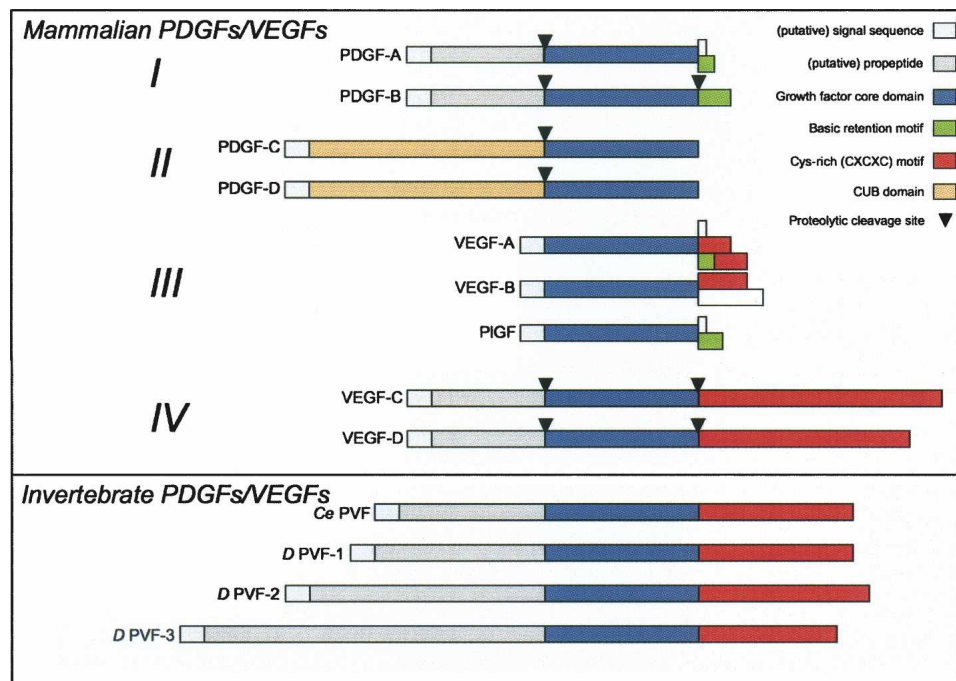 Mammalian PDGFs/VEGFs
I
PDGF-A
PDGF-B
II
PDGF-C
PDGF-D
III
VEGF-A
VEGF-B
PlGF
IV
VEGF-C
VEGF-D
(putative) signal sequence
(putative) propeptide
Growth factor core domain
Basic retention motif
Cys-rich (CXCXC) motif
CUB domain
Proteolytic cleavage site
Invertebrate PDGFs/VEGFs
Ce PVF
D PVF-1
D PVF-2
D PVF-3